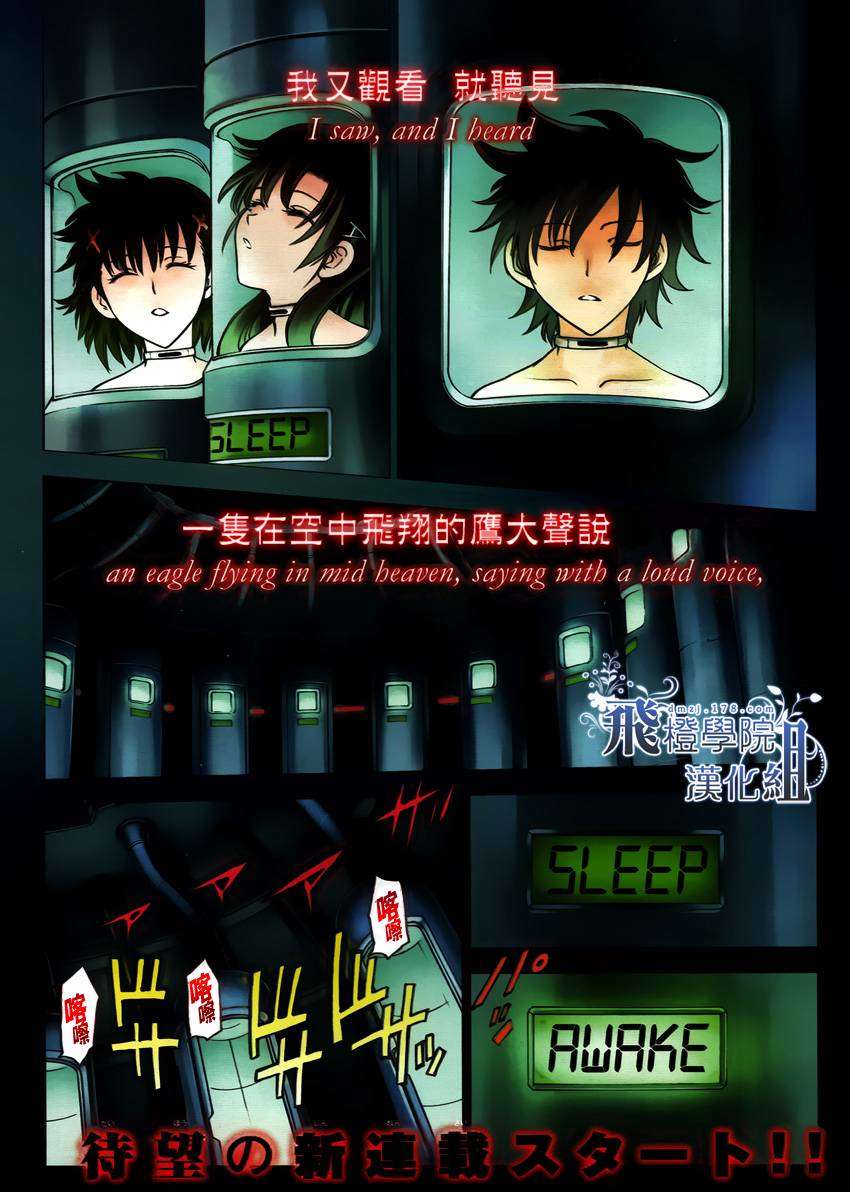 我又觀看 就聽見
I saw, and I heard
SLEEP
一隻在空中飛翔的鷹大聲說
an eagle flying in mid heaven, saying with a loud voice,
dmzj.178.com
飛橙學院
漢化組
喀嚓
喀嚓
喀嚓
SLEEP
AWAKE
待望の新連載スタート!!